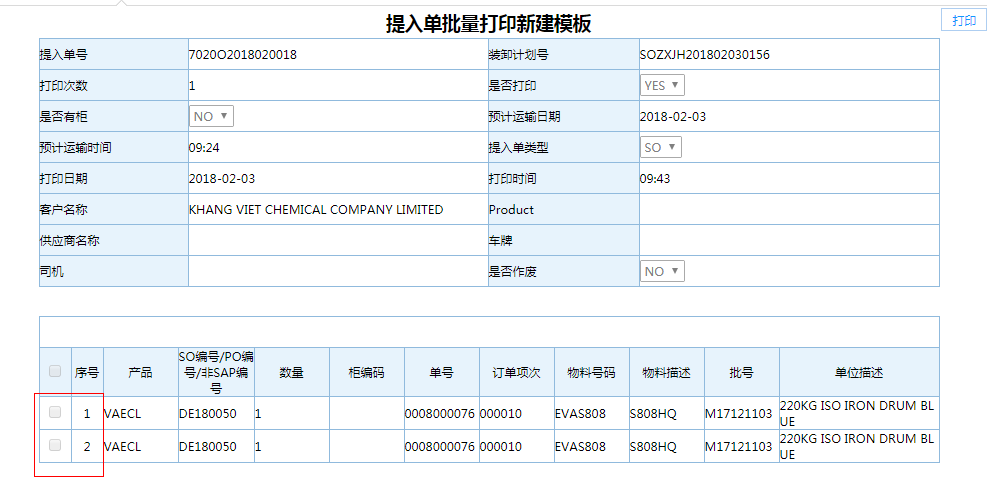 打印
提入单批量打印新建模板
提入单号 7020O2018020018 装卸计划号 SOZXJH201802030156
打印次数 1 是否打印 YES
是否有柜 NO 预计运输日期 2018-02-03
预计运输时间 09:24 提入单类型 SO
打印日期 2018-02-03 打印时间 09:43
客户名称 KHANG VIET CHEMICAL COMPANY LIMITED Product
供应商名称 车牌
司机 是否作废 NO
序号 产品 SO编号/PO编号/非SAP编号 数量 柜编码 单号 订单项次 物料号码 物料描述 批号 单位描述
1 VAECL DE180050 1 0008000076 000010 EVAS808 S808HQ M17121103 220KG ISO IRON DRUM BLUE
2 VAECL DE180050 1 0008000076 000010 EVAS808 S808HQ M17121103 220KG ISO IRON DRUM BLUE